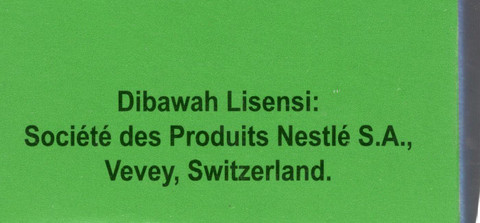 Dibawah Lisensi:
Société des Produits Nestlé S.A.,
Vevey, Switzerland.